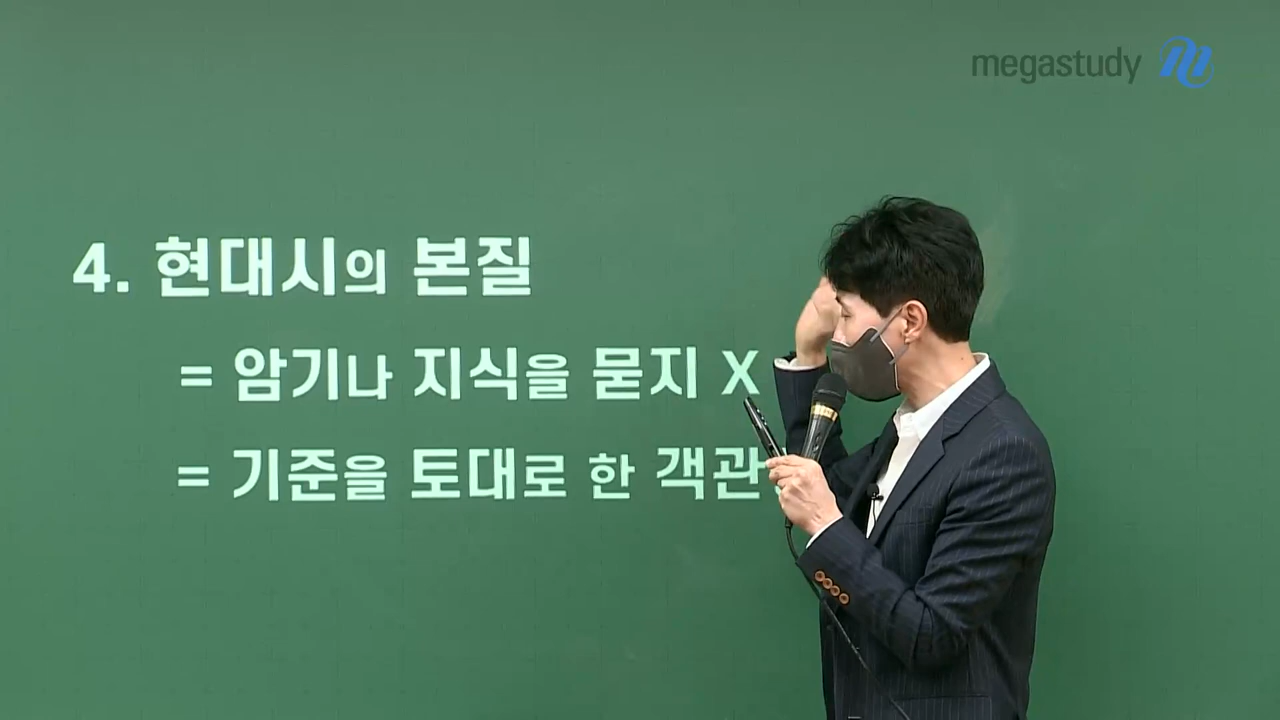 megastudy
4. 현대시의 본질
= 암기나 지식을 묻지 X
= 기준을 토대로 한 객관